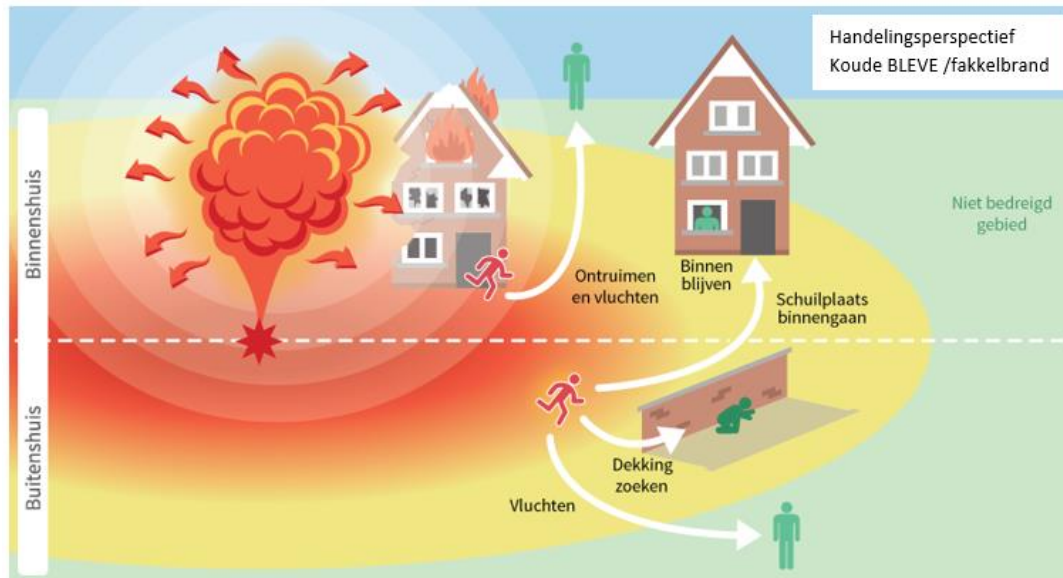 Handelingsperspectief
Koude BLEVE /fakkelbrand
Binnenshuis
Niet bedreigd
gebied
Ontruimen
en vluchten
Binnen
blijven
Schuilplaats
binnengaan
Buitenshuis
Dekking
zoeken
Vluchten